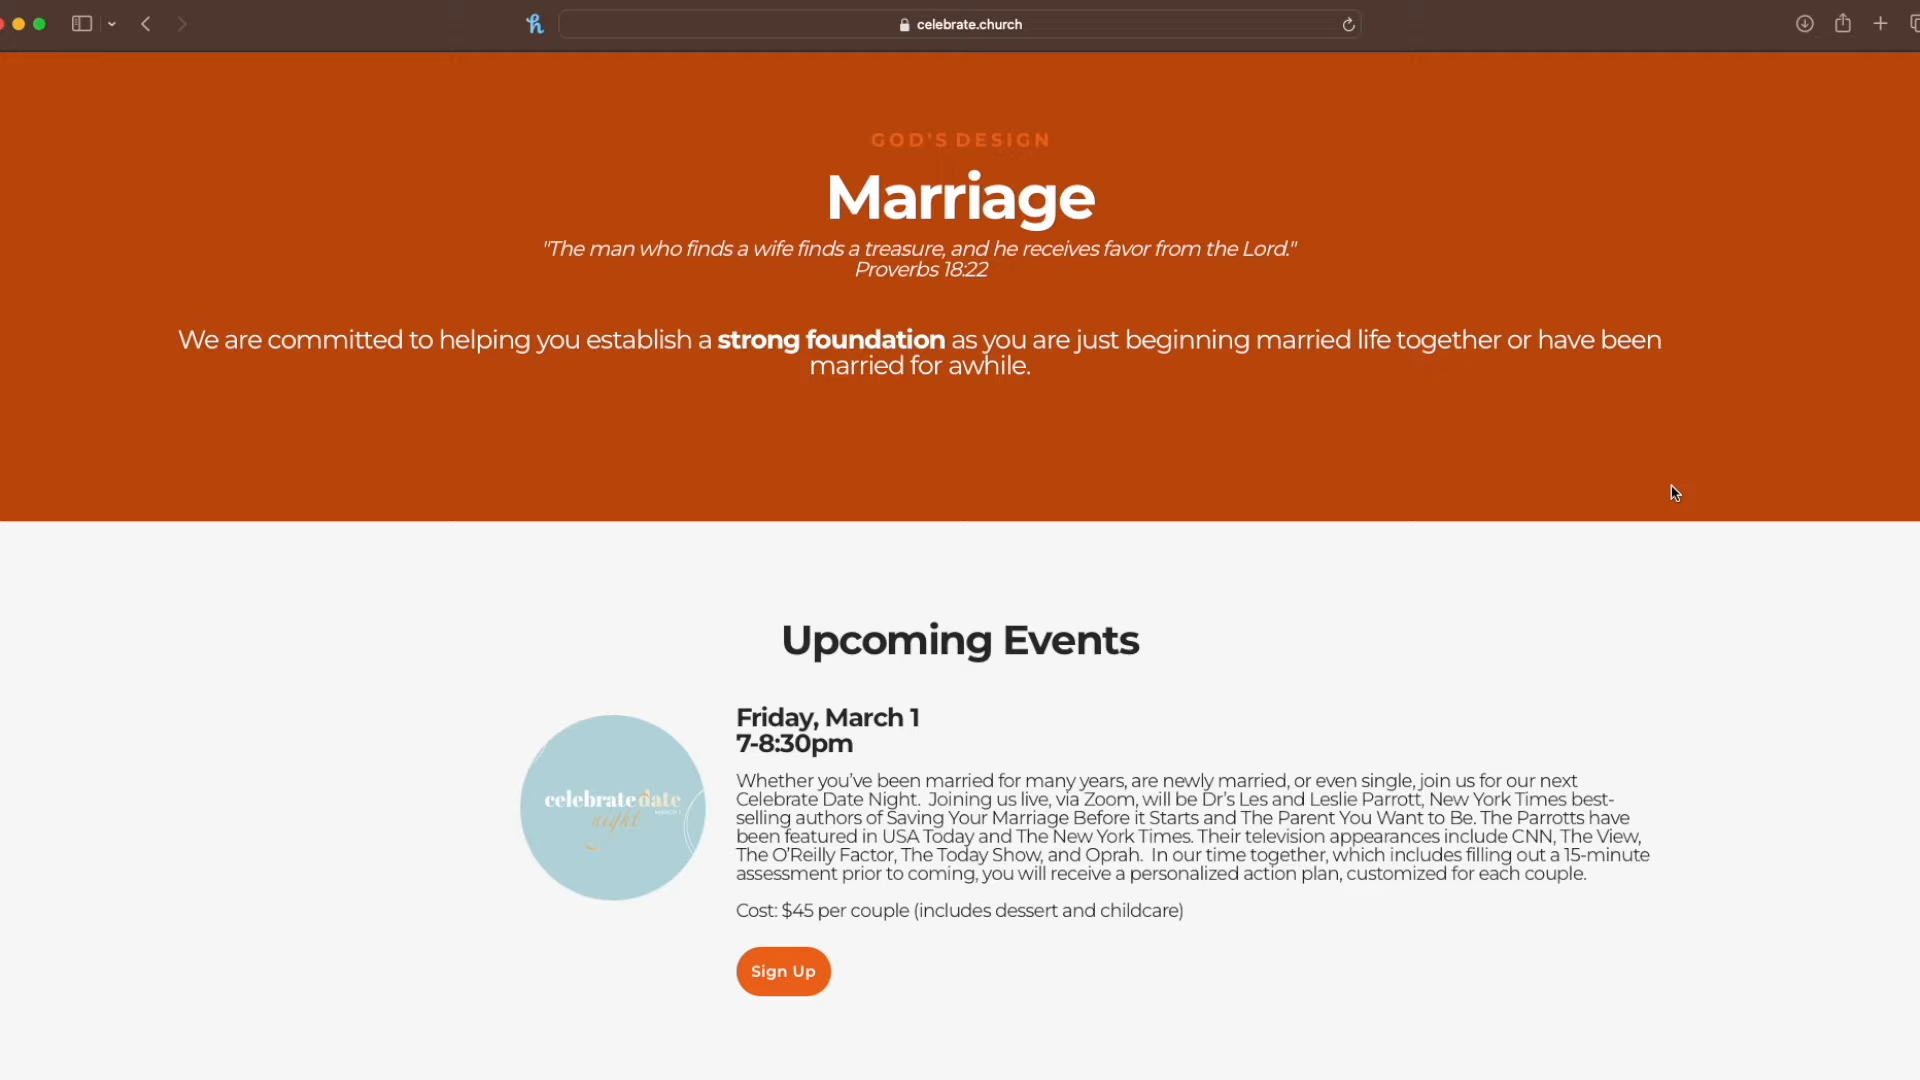 celebrate.church
GOD'S DESIGN
Marriage
"The man who finds a wife finds a treasure, and he receives favor from the Lord."
Proverbs 18:22
We are committed to helping you establish a strong foundation as you are just beginning married life together or have been
married for awhile.
Upcoming Events
Friday, March 1
7-8:30pm
celebrate date
MARCH 1
night
Whether you've been married for many years, are newly married, or even single, join us for our next
Celebrate Date Night.  Joining us live, via Zoom, will be Dr's Les and Leslie Parrott, New York Times best-
selling authors of Saving Your Marriage Before it Starts and The Parent You Want to Be. The Parrotts have
been featured in USA Today and The New York Times. Their television appearances include CNN, The View,
The O'Reilly Factor, The Today Show, and Oprah.  In our time together, which includes filling out a 15-minute
assessment prior to coming, you will receive a personalized action plan, customized for each couple.
Cost: $45 per couple (includes dessert and childcare)
Sign Up